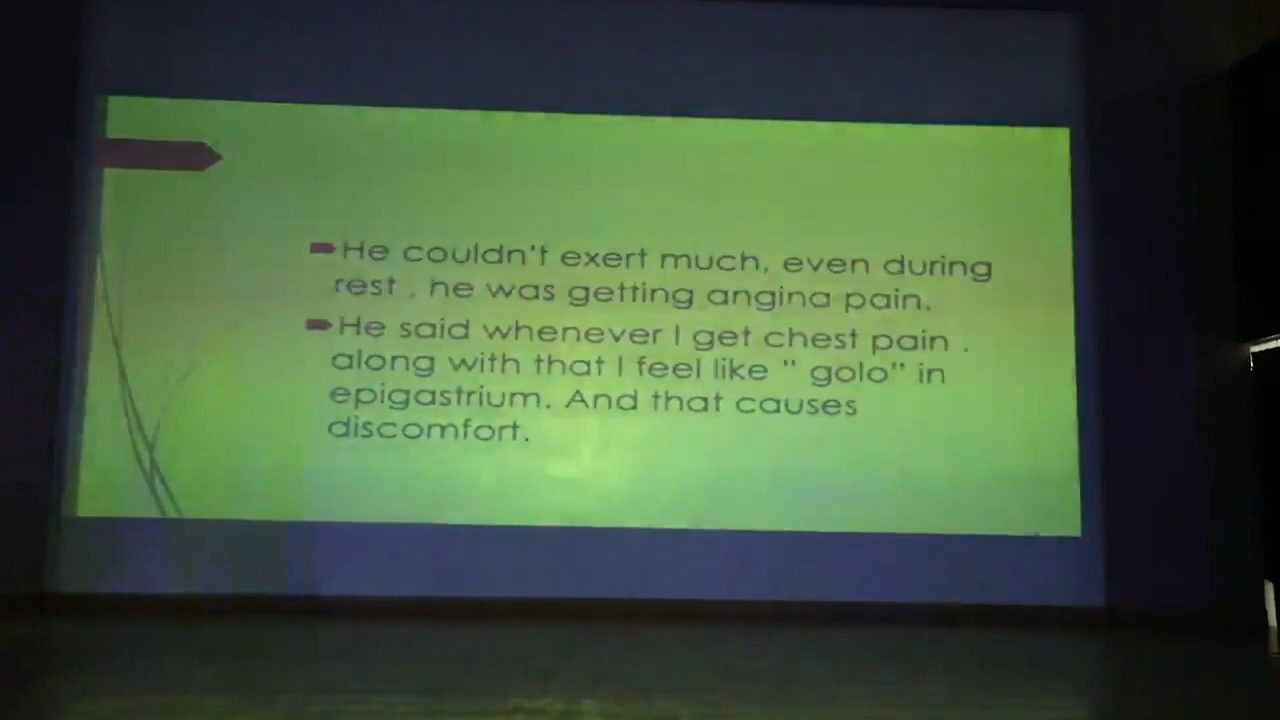 He couldn't exert much, even during
rest , he was getting angina pain.
He said whenever I get chest pain .
along with that I feel like " golo" in
epigastrium. And that causes
discomfort.